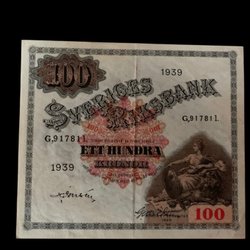 100
1939
SVERIGES
RIKSBANK
G,917811.
G,917811.
ETT HUNDRA
1939
KRONOR
100